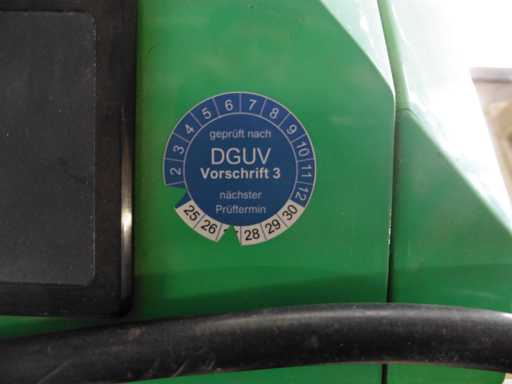 2 3 4 5 6 7 8 9 10 11 12
geprüft nach
DGUV
Vorschrift 3
nächster
Prüftermin
25 26 28 29 30